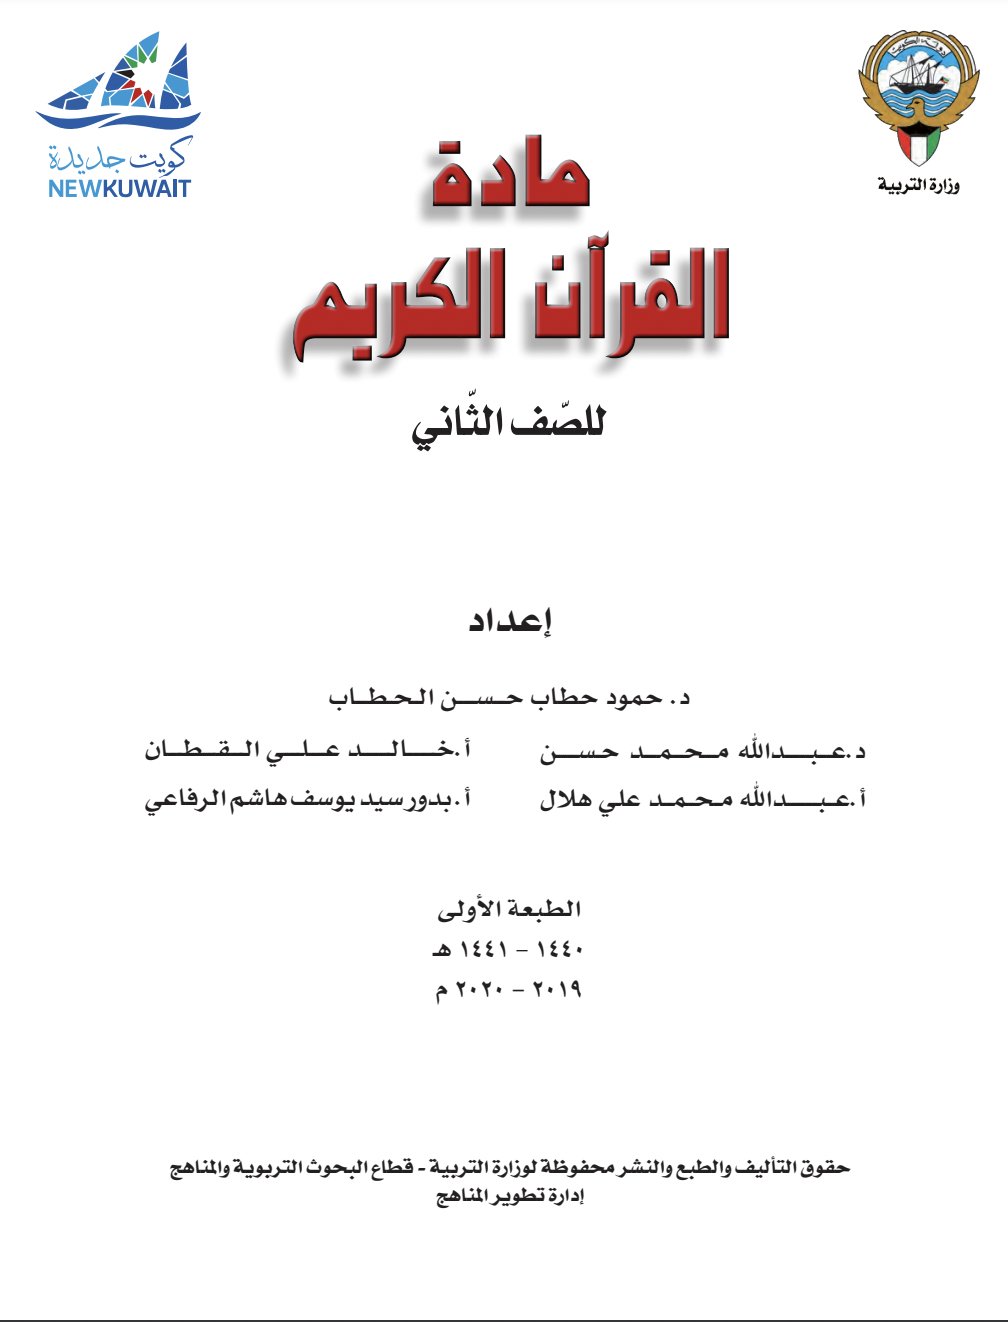 دولة الكويت
وزارة التربية
كويت جديدة
NEWKUWAIT
مادة
القرآن الكريم
للصّف الثّاني
إعداد
د. حمود حطاب حسن الحطاب
د.عبدالله محمد حسن
أ.خالد علي القطان
أ.عبدالله محمد علي هلال
أ.بدور سيد يوسف هاشم الرفاعي
الطبعة الأولى
١٤٤٠ – ١٤٤١ هـ
٢٠١٩ – ٢٠٢٠ م
حقوق التأليف والطبع والنشر محفوظة لوزارة التربية - قطاع البحوث التربوية والمناهج
إدارة تطوير المناهج